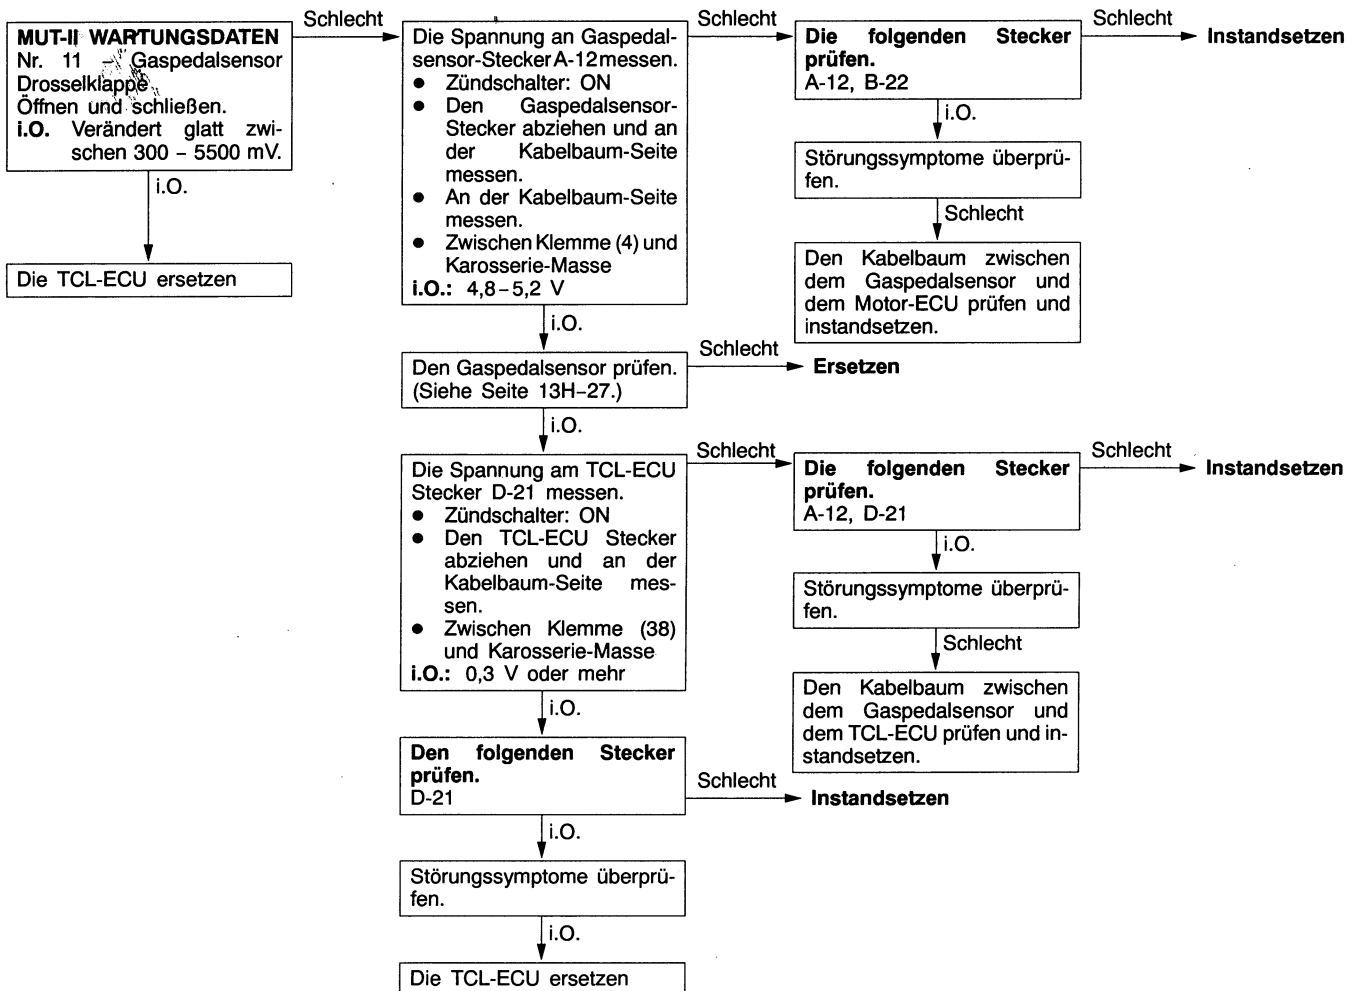 MUT-II WARTUNGSDATEN
Nr. 11 – Gaspedalsensor
Drosselklappe
Öffnen und schließen.
i.O. Verändert glatt zwi-
schen 300 – 5500 mV.
Schlecht
i.O.
Die TCL-ECU ersetzen
Die Spannung an Gaspedal-
sensor-Stecker A-12 messen.
● Zündschalter: ON
● Den Gaspedalsensor-
Stecker abziehen und an
der Kabelbaum-Seite
messen.
● An der Kabelbaum-Seite
messen.
● Zwischen Klemme (4) und
Karosserie-Masse
i.O.: 4,8–5,2 V
Schlecht
Die folgenden Stecker
prüfen.
A-12, B-22
Schlecht
Instandsetzen
i.O.
Störungssymptome überprü-
fen.
Schlecht
Den Kabelbaum zwischen
dem Gaspedalsensor und
dem Motor-ECU prüfen und
instandsetzen.
i.O.
Den Gaspedalsensor prüfen.
(Siehe Seite 13H–27.)
Schlecht
Ersetzen
i.O.
Die Spannung am TCL-ECU
Stecker D-21 messen.
● Zündschalter: ON
● Den TCL-ECU Stecker
abziehen und an der
Kabelbaum-Seite mes-
sen.
● Zwischen Klemme (38)
und Karosserie-Masse
i.O.: 0,3 V oder mehr
Schlecht
Die folgenden Stecker
prüfen.
A-12, D-21
Schlecht
Instandsetzen
i.O.
Störungssymptome überprü-
fen.
Schlecht
Den Kabelbaum zwischen
dem Gaspedalsensor und
dem TCL-ECU prüfen und in-
standsetzen.
i.O.
Den folgenden Stecker
prüfen.
D-21
Schlecht
Instandsetzen
i.O.
Störungssymptome überprü-
fen.
i.O.
Die TCL-ECU ersetzen